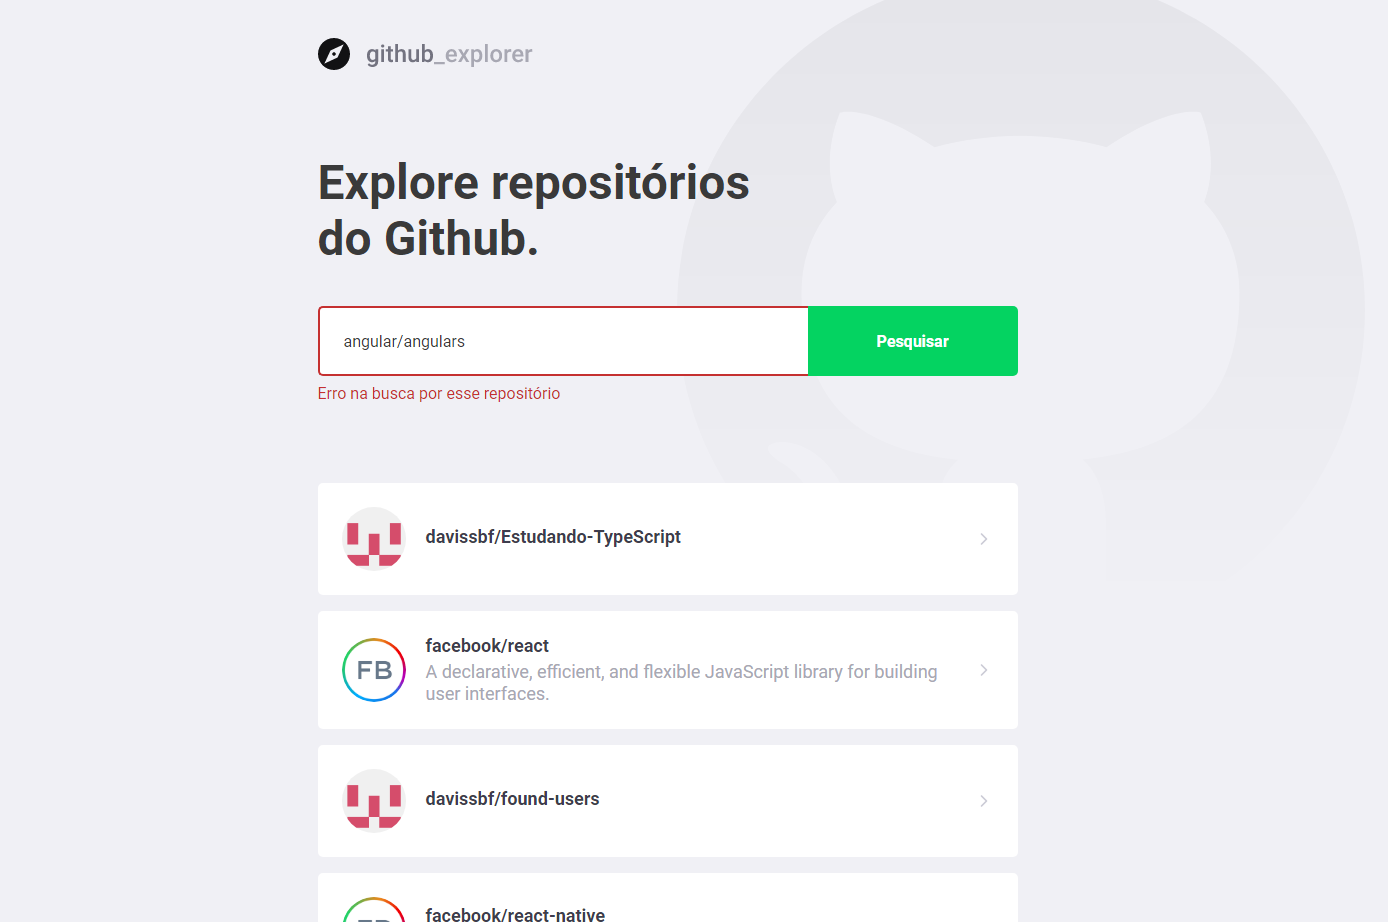 github_explorer
Explore repositórios
do Github.
angular/angulars
Pesquisar
Erro na busca por esse repositório
davissbf/Estudando-TypeScript
FB
facebook/react
A declarative, efficient, and flexible JavaScript library for building
user interfaces.
davissbf/found-users
facebook/react-native